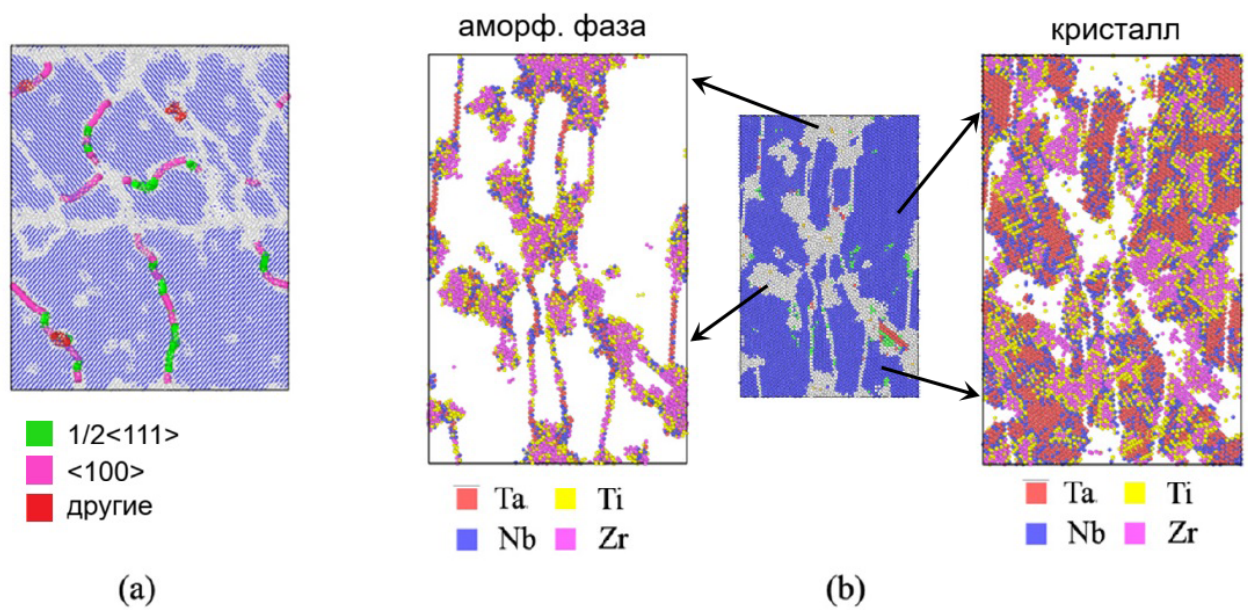 аморф. фаза
кристалл
1/2<111>
<100>
другие
Ta Ti
Nb Zr
Ta Ti
Nb Zr
(a)
(b)